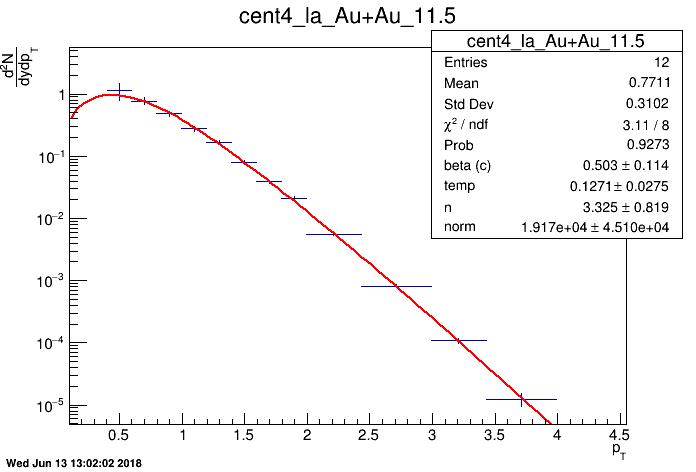 cent4_la_Au+Au_11.5
d²N
dydp_T
cent4_la_Au+Au_11.5
Entries 12
Mean 0.7711
Std Dev 0.3102
χ² / ndf 3.11 / 8
Prob 0.9273
beta (c) 0.503 ± 0.114
temp 0.1271 ± 0.0275
n 3.325 ± 0.819
norm 1.917e+04 ± 4.510e+04
1
10⁻¹
10⁻²
10⁻³
10⁻⁴
10⁻⁵
0.5 1 1.5 2 2.5 3 3.5 4 4.5
p_T
Wed Jun 13 13:02:02 2018